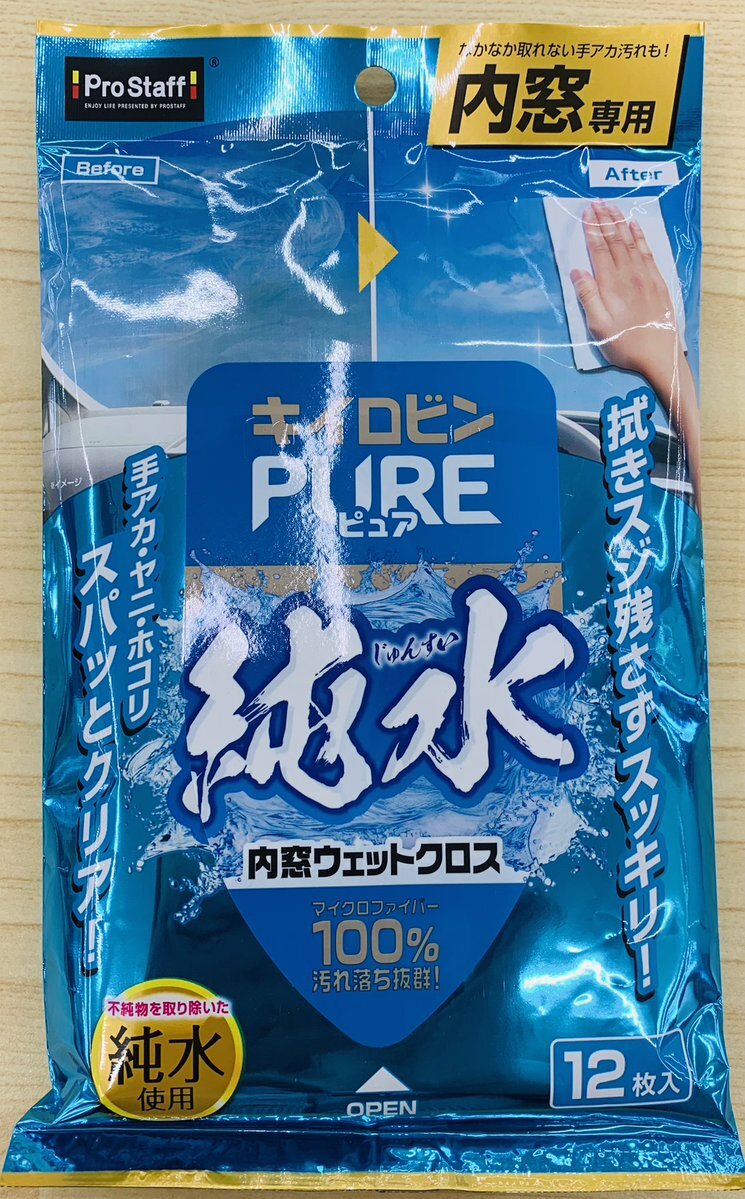 Pro Staff
®
ENJOY LIFE PRESENTED BY PROSTAFF
なかなか取れない手アカ汚れも!
内窓専用
Before
After
キイロビン
PURE
ピュア
※イメージ
手アカ・ヤニ・ホコリ
スパッとクリア!
拭きスジ残さずスッキリ!
じゅんすい
純水
内窓ウェットクロス
マイクロファイバー
100%
汚れ落ち抜群!
不純物を取り除いた
純水
使用
12枚入
OPEN